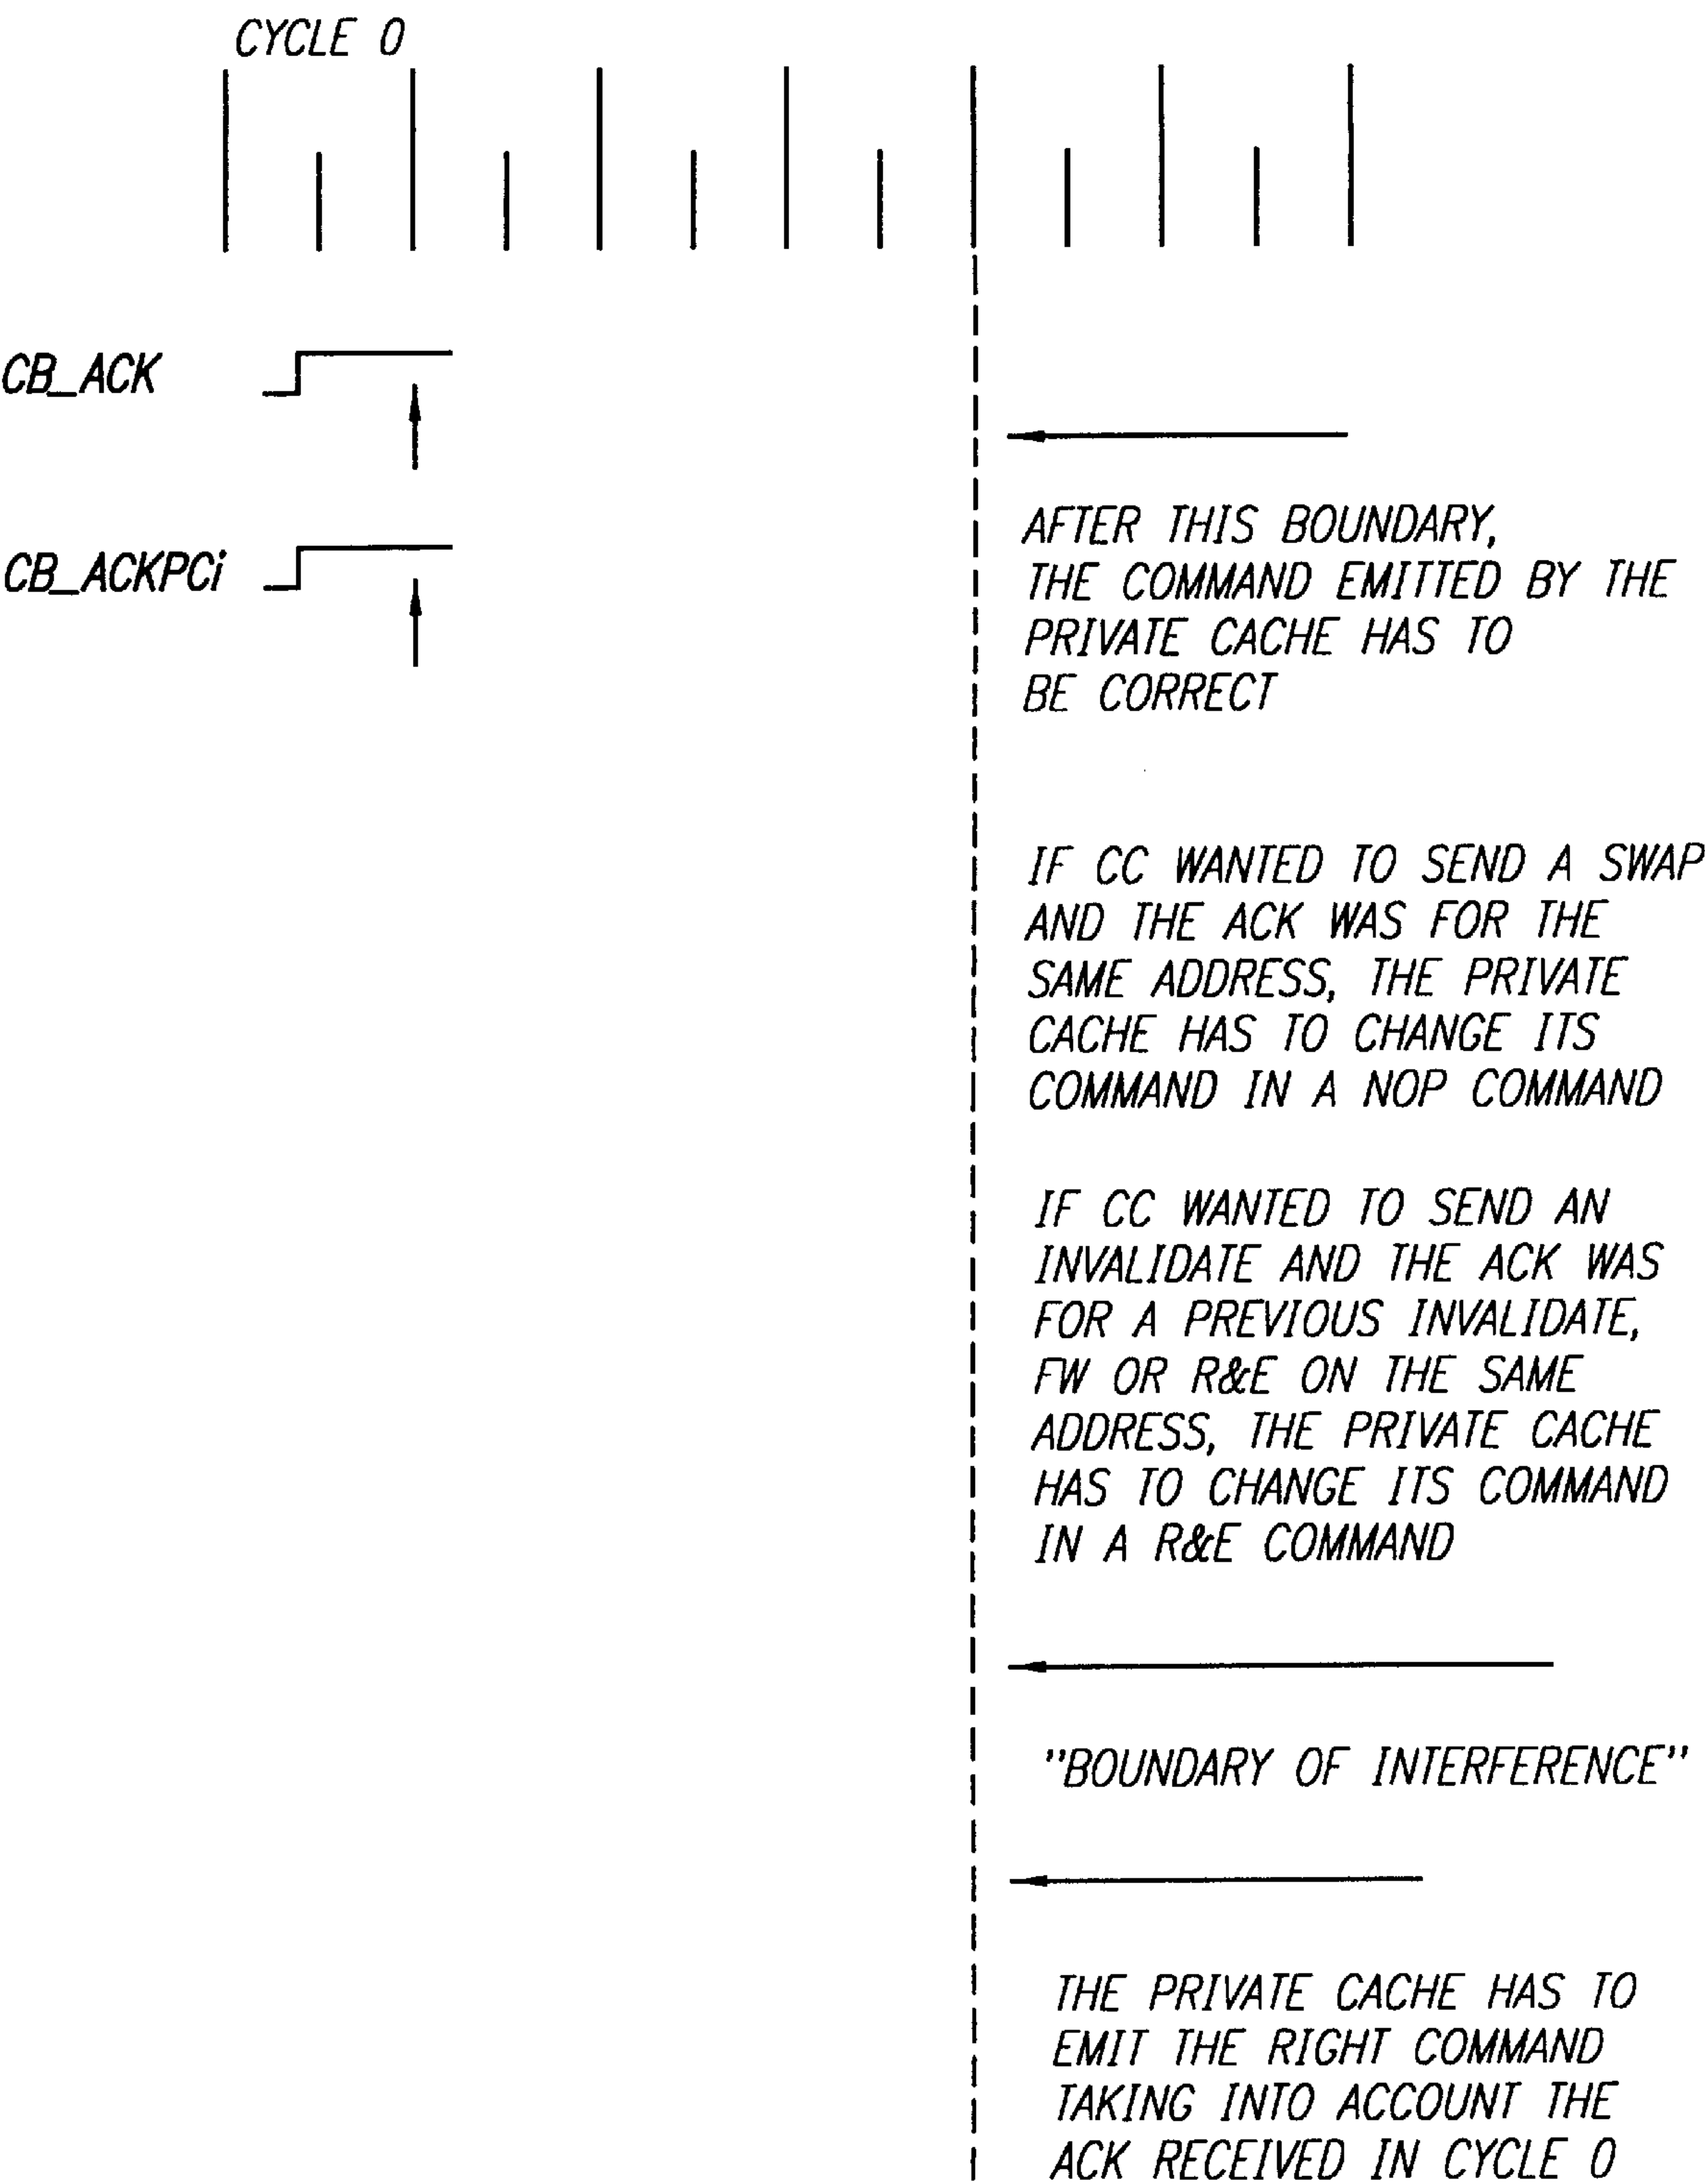 CYCLE 0
CB_ACK
CB_ACKPCi
AFTER THIS BOUNDARY,
THE COMMAND EMITTED BY THE
PRIVATE CACHE HAS TO
BE CORRECT
IF CC WANTED TO SEND A SWAP
AND THE ACK WAS FOR THE
SAME ADDRESS, THE PRIVATE
CACHE HAS TO CHANGE ITS
COMMAND IN A NOP COMMAND
IF CC WANTED TO SEND AN
INVALIDATE AND THE ACK WAS
FOR A PREVIOUS INVALIDATE,
FW OR R&E ON THE SAME
ADDRESS, THE PRIVATE CACHE
HAS TO CHANGE ITS COMMAND
IN A R&E COMMAND
"BOUNDARY OF INTERFERENCE"
THE PRIVATE CACHE HAS TO
EMIT THE RIGHT COMMAND
TAKING INTO ACCOUNT THE
ACK RECEIVED IN CYCLE 0